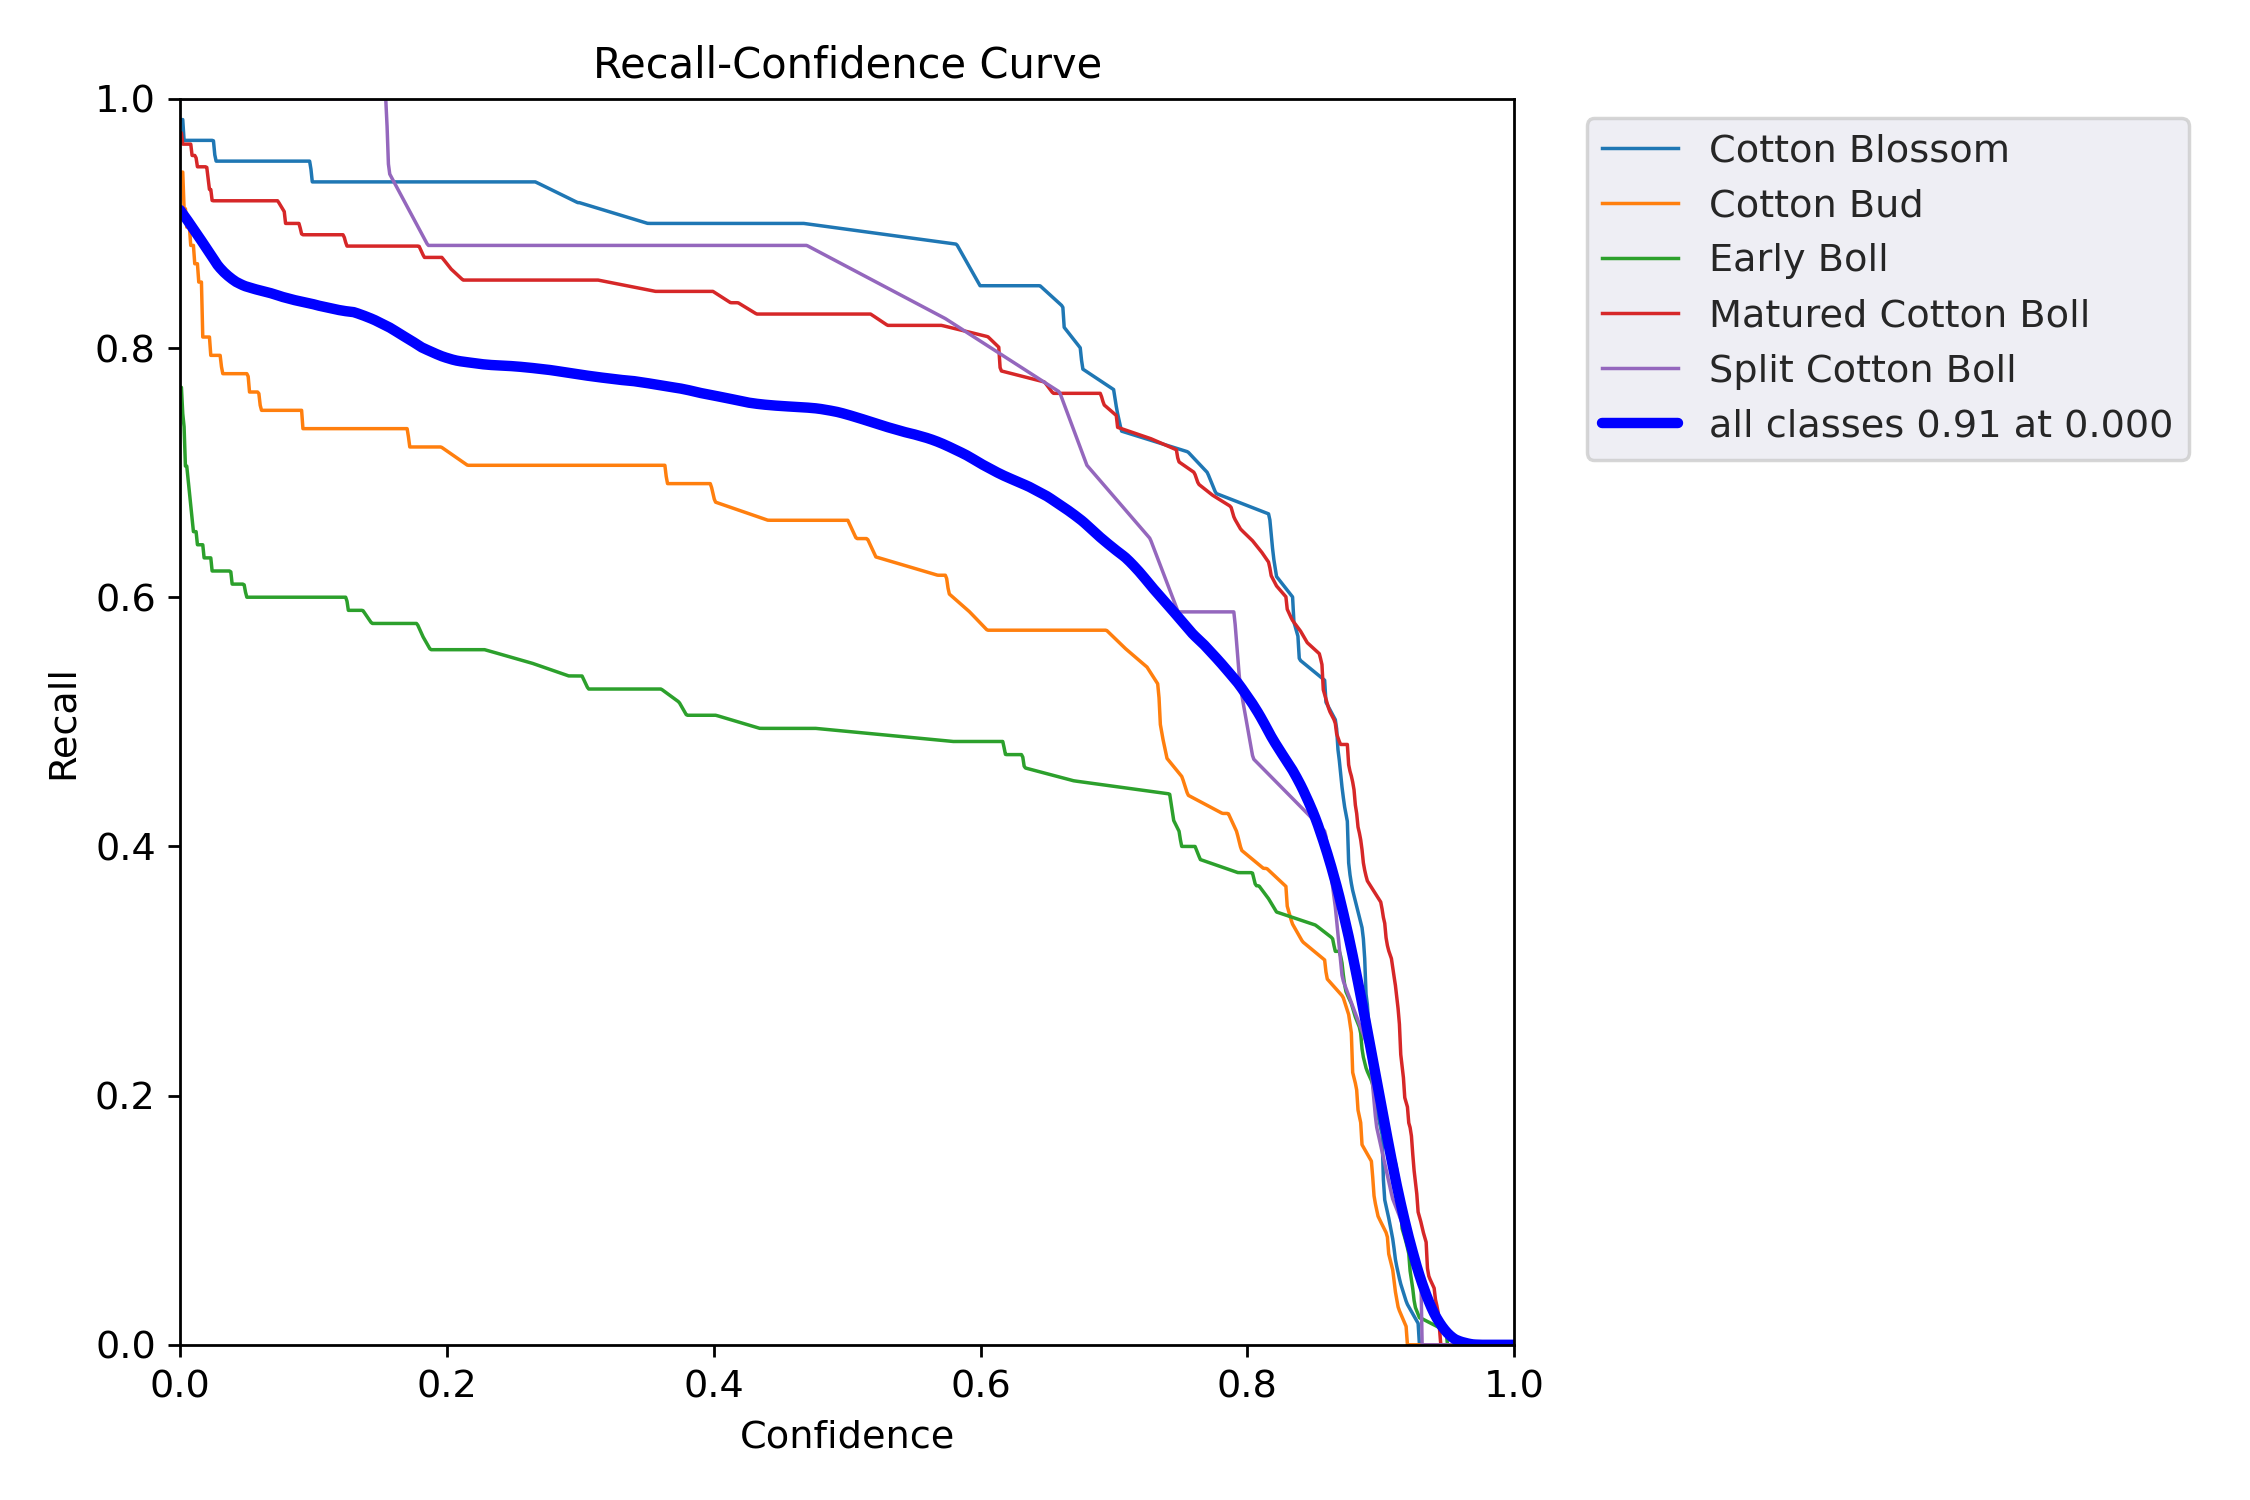 Recall-Confidence Curve
1.0
0.8
0.6
0.4
0.2
0.0
Recall
0.0 0.2 0.4 0.6 0.8 1.0
Confidence
Cotton Blossom
Cotton Bud
Early Boll
Matured Cotton Boll
Split Cotton Boll
all classes 0.91 at 0.000